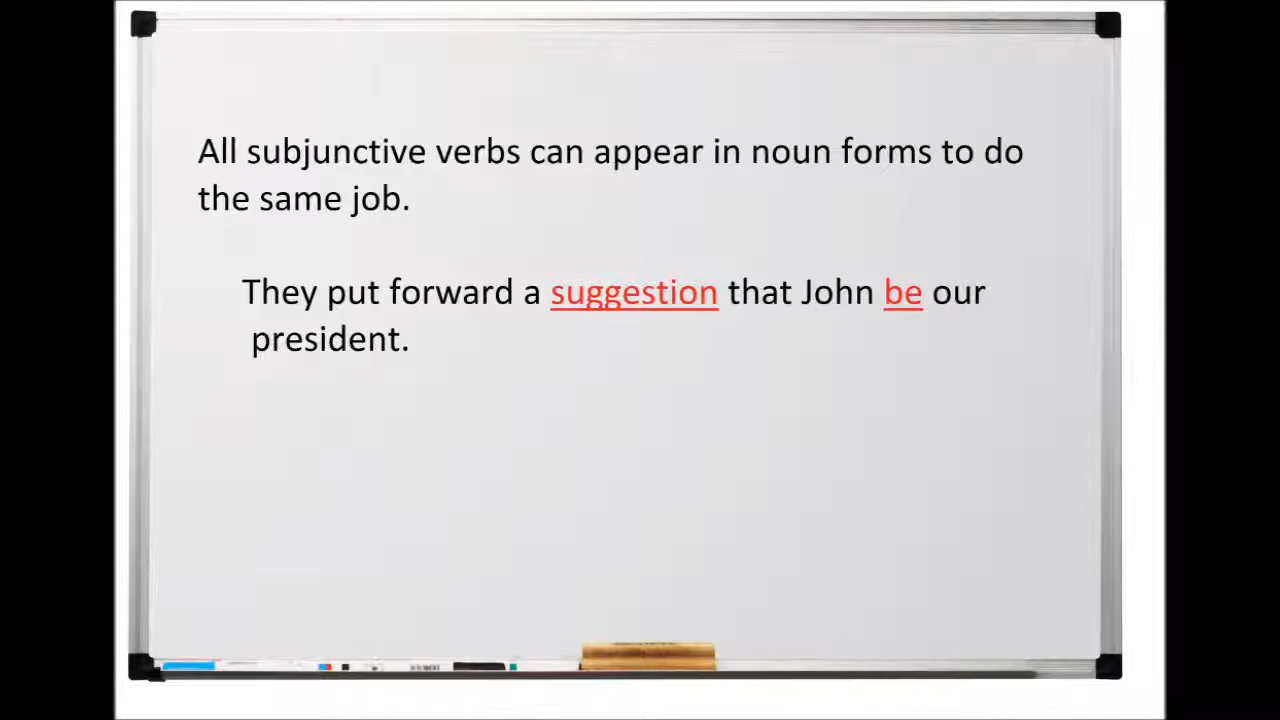 All subjunctive verbs can appear in noun forms to do
the same job.
They put forward a suggestion that John be our
president.